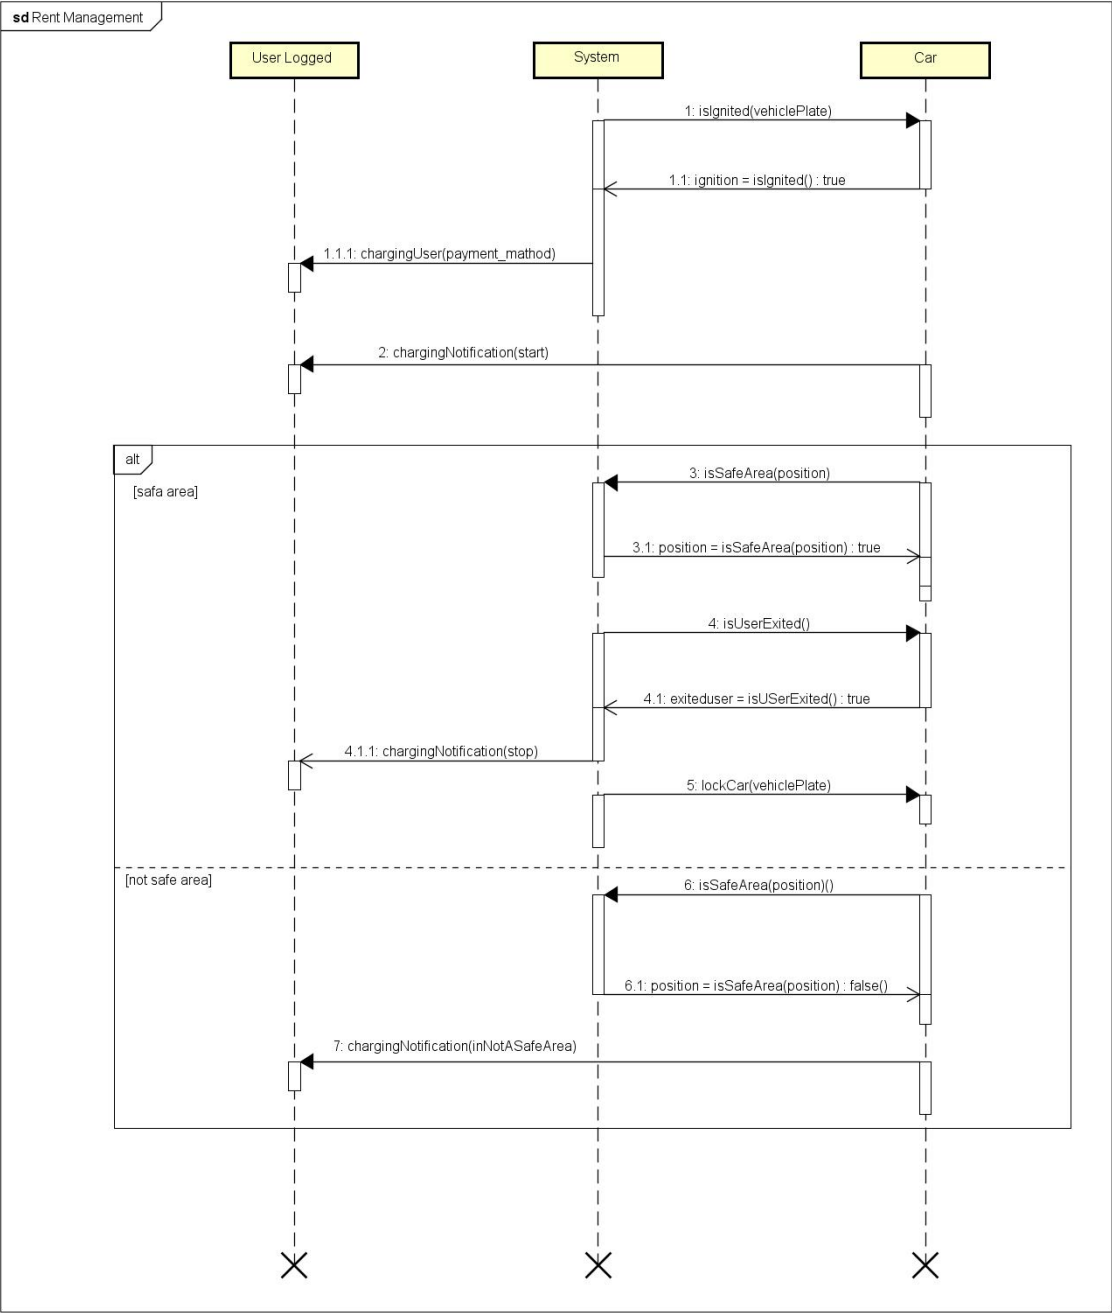 sd Rent Management
User Logged
System
Car
1: isIgnited(vehiclePlate)
1.1: ignition = isIgnited() : true
1.1.1: chargingUser(payment_mathod)
2: chargingNotification(start)
alt
3: isSafeArea(position)
[safa area]
3.1: position = isSafeArea(position) : true
4: isUserExited()
4.1: exiteduser = isUSerExited() : true
4.1.1: chargingNotification(stop)
5: lockCar(vehiclePlate)
[not safe area]
6: isSafeArea(position)()
6.1: position = isSafeArea(position) : false()
7: chargingNotification(inNotASafeArea)